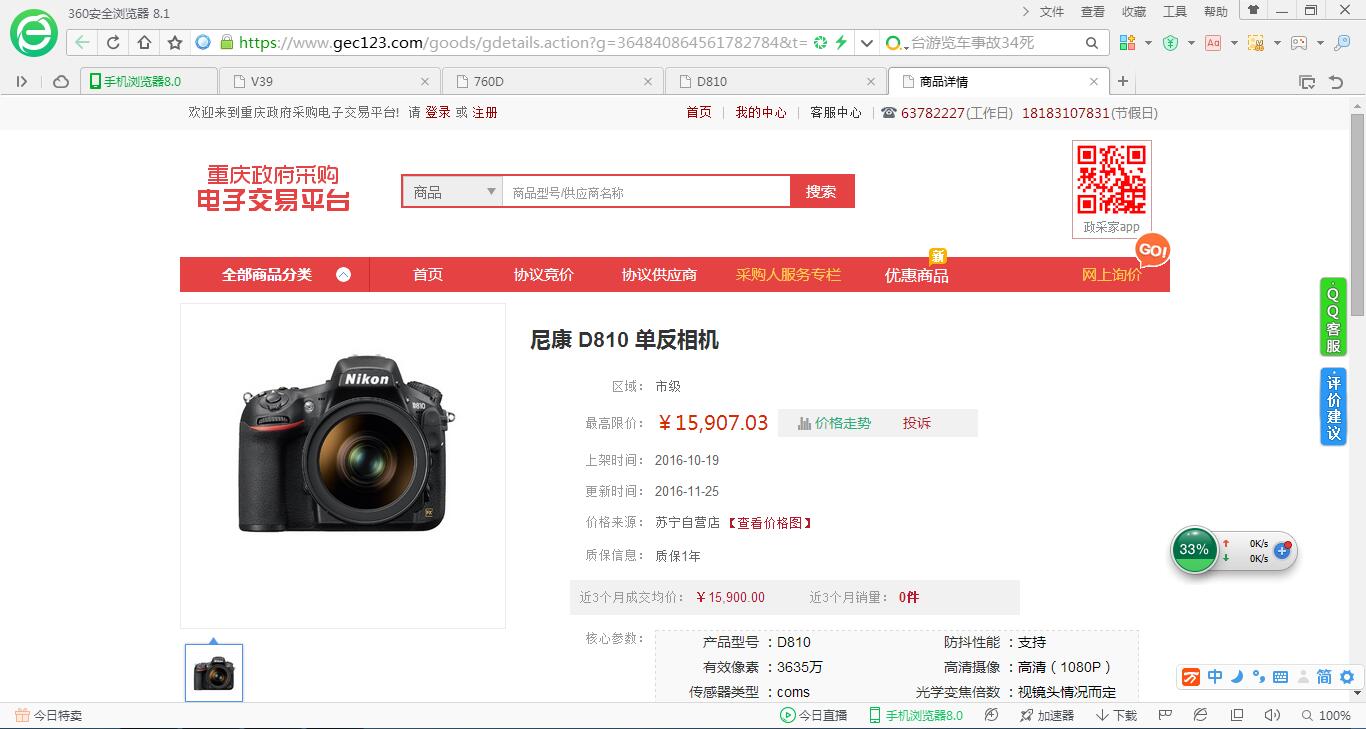 360安全浏览器 8.1
文件 查看 收藏 工具 帮助
https://www.gec123.com/goods/gdetails.action?g=364840864561782784&t=
台游览车事故34死
手机浏览器8.0
V39
760D
D810
商品详情
欢迎来到重庆政府采购电子交易平台! 请 登录 或 注册
首页 我的中心 客服中心 63782227(工作日) 18183107831(节假日)
重庆政府采购
电子交易平台
商品 商品型号/供应商名称 搜索
政采家app
GO!
新
全部商品分类 首页 协议竞价 协议供应商 采购人服务专栏 优惠商品 网上询价
Nikon
D810
尼康 D810 单反相机
区域: 市级
最高限价: ¥15,907.03 价格走势 投诉
上架时间: 2016-10-19
更新时间: 2016-11-25
价格来源: 苏宁自营店【查看价格图】
质保信息: 质保1年
近3个月成交均价: ¥15,900.00 近3个月销量: 0件
核心参数:
产品型号 :D810 防抖性能 :支持
有效像素 :3635万 高清摄像 :高清(1080P)
传感器类型 :coms 光学变焦倍数 :视镜头情况而定
QQ客服
评价建议
33% 0K/s
0K/s
中 简
今日特卖
今日直播 手机浏览器8.0 加速器 下载 100%